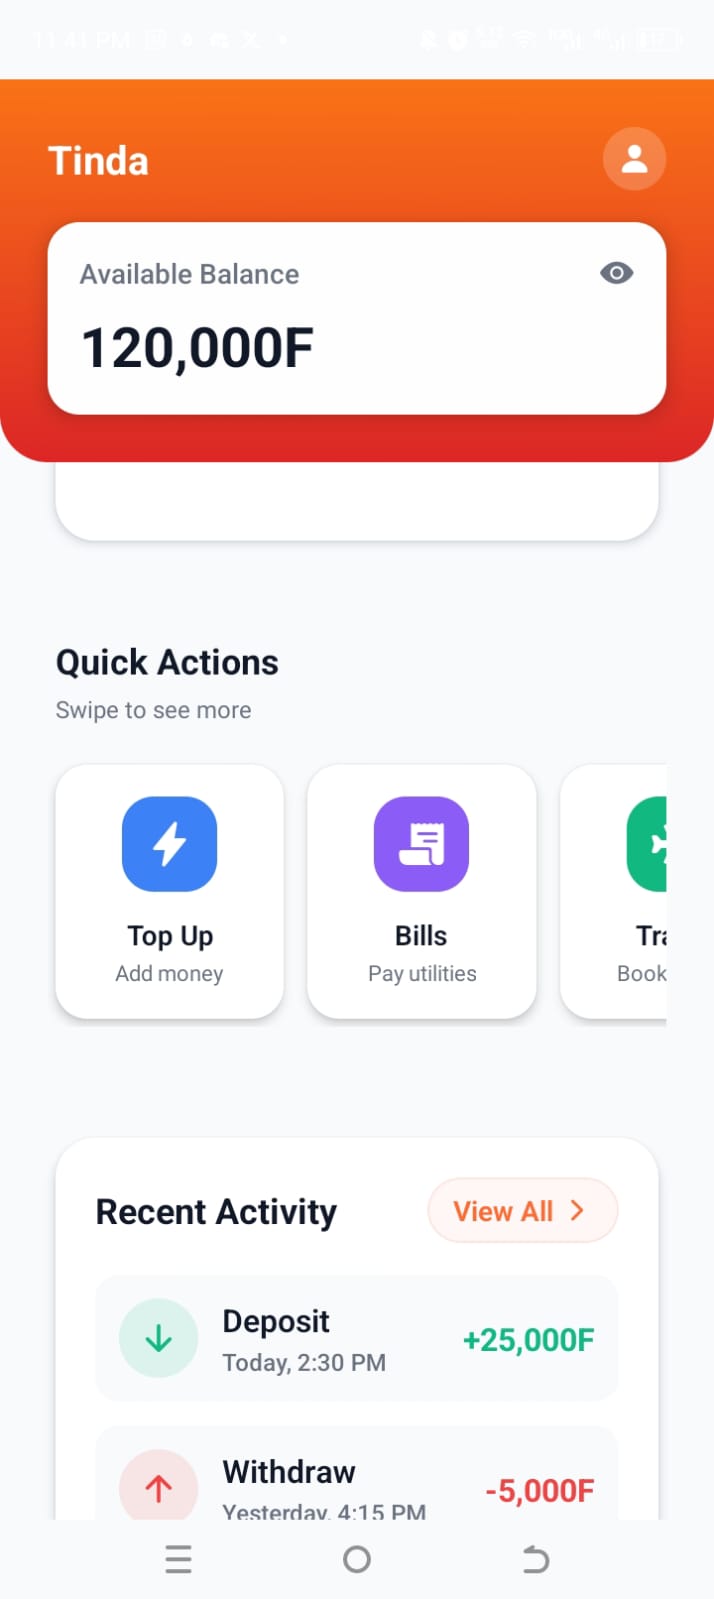 11:41 PM
Tinda
Available Balance
120,000F
Quick Actions
Swipe to see more
Top Up
Add money
Bills
Pay utilities
Tra
Book
Recent Activity
View All
Deposit
Today, 2:30 PM
+25,000F
Withdraw
Yesterday, 4:15 PM
-5,000F